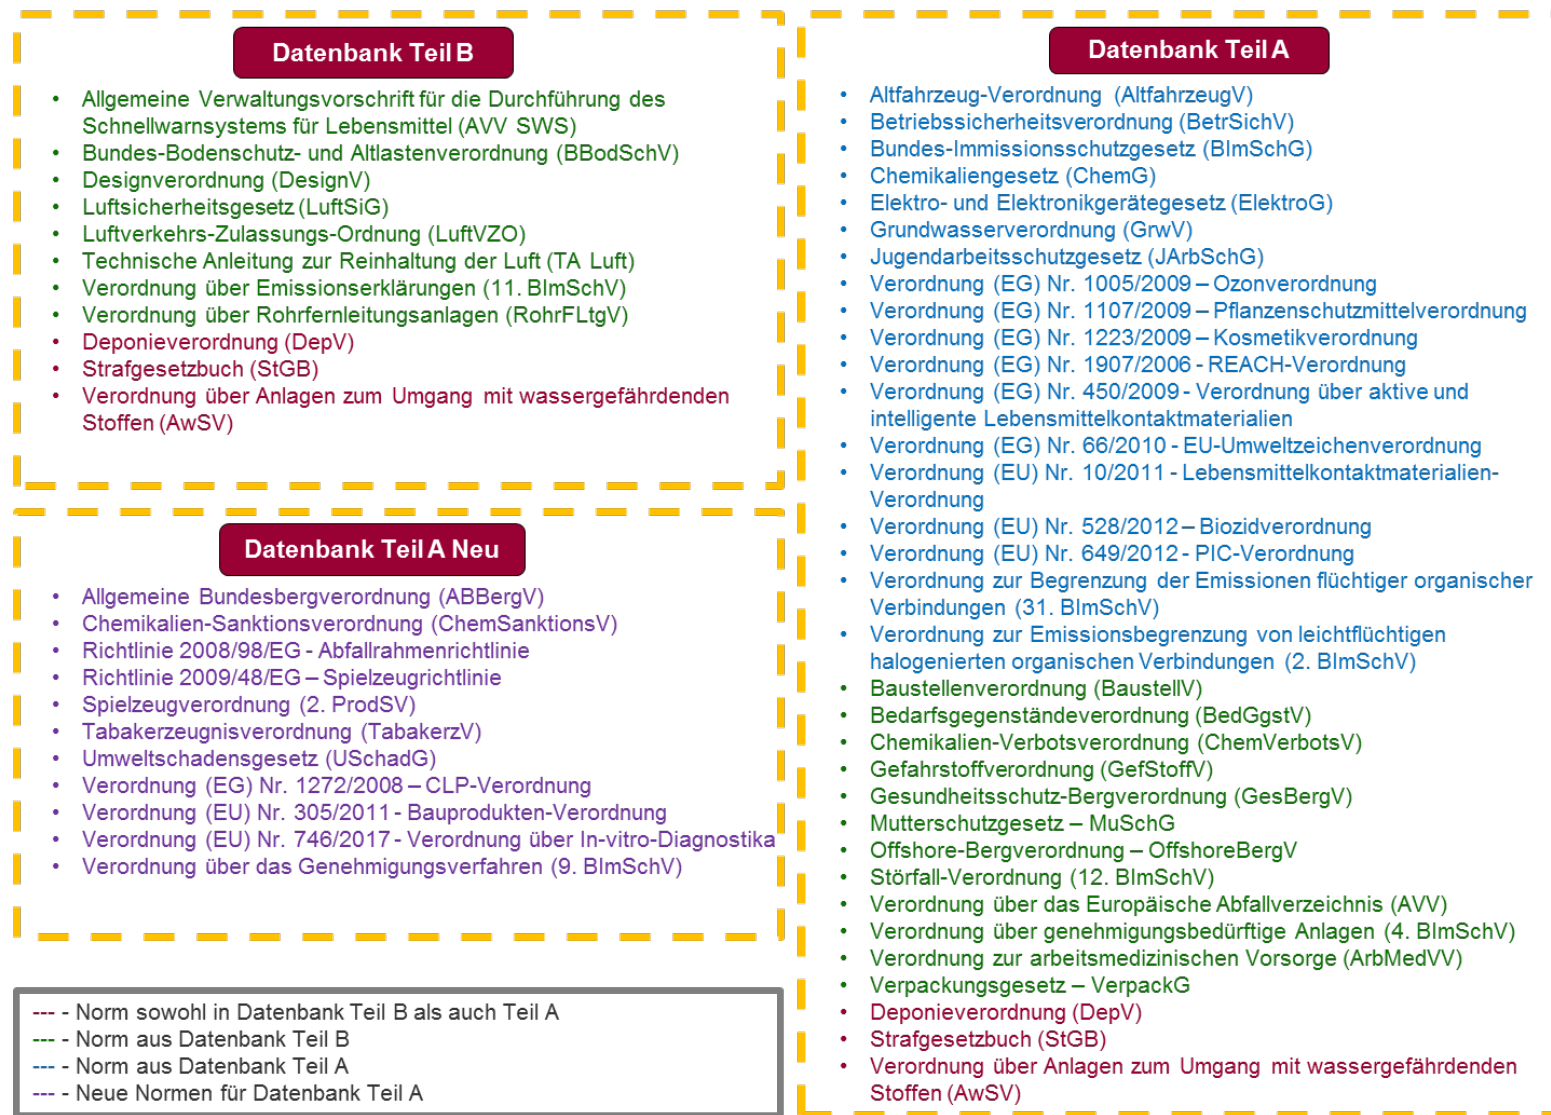 Datenbank Teil B
• Allgemeine Verwaltungsvorschrift für die Durchführung des
Schnellwarnsystems für Lebensmittel (AVV SWS)
• Bundes-Bodenschutz- und Altlastenverordnung (BBodSchV)
• Designverordnung (DesignV)
• Luftsicherheitsgesetz (LuftSiG)
• Luftverkehrs-Zulassungs-Ordnung (LuftVZO)
• Technische Anleitung zur Reinhaltung der Luft (TA Luft)
• Verordnung über Emissionserklärungen (11. BImSchV)
• Verordnung über Rohrfernleitungsanlagen (RohrFLtgV)
• Deponieverordnung (DepV)
• Strafgesetzbuch (StGB)
• Verordnung über Anlagen zum Umgang mit wassergefährdenden
Stoffen (AwSV)
Datenbank Teil A Neu
• Allgemeine Bundesbergverordnung (ABBergV)
• Chemikalien-Sanktionsverordnung (ChemSanktionsV)
• Richtlinie 2008/98/EG - Abfallrahmenrichtlinie
• Richtlinie 2009/48/EG – Spielzeugrichtlinie
• Spielzeugverordnung (2. ProdSV)
• Tabakerzeugnisverordnung (TabakerzV)
• Umweltschadensgesetz (USchadG)
• Verordnung (EG) Nr. 1272/2008 – CLP-Verordnung
• Verordnung (EU) Nr. 305/2011 - Bauprodukten-Verordnung
• Verordnung (EU) Nr. 746/2017 - Verordnung über In-vitro-Diagnostika
• Verordnung über das Genehmigungsverfahren (9. BImSchV)
--- - Norm sowohl in Datenbank Teil B als auch Teil A
--- - Norm aus Datenbank Teil B
--- - Norm aus Datenbank Teil A
--- - Neue Normen für Datenbank Teil A
Datenbank Teil A
• Altfahrzeug-Verordnung (AltfahrzeugV)
• Betriebssicherheitsverordnung (BetrSichV)
• Bundes-Immissionsschutzgesetz (BImSchG)
• Chemikaliengesetz (ChemG)
• Elektro- und Elektronikgerätegesetz (ElektroG)
• Grundwasserverordnung (GrwV)
• Jugendarbeitsschutzgesetz (JArbSchG)
• Verordnung (EG) Nr. 1005/2009 – Ozonverordnung
• Verordnung (EG) Nr. 1107/2009 – Pflanzenschutzmittelverordnung
• Verordnung (EG) Nr. 1223/2009 – Kosmetikverordnung
• Verordnung (EG) Nr. 1907/2006 - REACH-Verordnung
• Verordnung (EG) Nr. 450/2009 - Verordnung über aktive und
intelligente Lebensmittelkontaktmaterialien
• Verordnung (EG) Nr. 66/2010 - EU-Umweltzeichenverordnung
• Verordnung (EU) Nr. 10/2011 - Lebensmittelkontaktmaterialien-
Verordnung
• Verordnung (EU) Nr. 528/2012 – Biozidverordnung
• Verordnung (EU) Nr. 649/2012 - PIC-Verordnung
• Verordnung zur Begrenzung der Emissionen flüchtiger organischer
Verbindungen (31. BImSchV)
• Verordnung zur Emissionsbegrenzung von leichtflüchtigen
halogenierten organischen Verbindungen (2. BImSchV)
• Baustellenverordnung (BaustellV)
• Bedarfsgegenständeverordnung (BedGgstV)
• Chemikalien-Verbotsverordnung (ChemVerbotsV)
• Gefahrstoffverordnung (GefStoffV)
• Gesundheitsschutz-Bergverordnung (GesBergV)
• Mutterschutzgesetz – MuSchG
• Offshore-Bergverordnung – OffshoreBergV
• Störfall-Verordnung (12. BImSchV)
• Verordnung über das Europäische Abfallverzeichnis (AVV)
• Verordnung über genehmigungsbedürftige Anlagen (4. BImSchV)
• Verordnung zur arbeitsmedizinischen Vorsorge (ArbMedVV)
• Verpackungsgesetz – VerpackG
• Deponieverordnung (DepV)
• Strafgesetzbuch (StGB)
• Verordnung über Anlagen zum Umgang mit wassergefährdenden
Stoffen (AwSV)